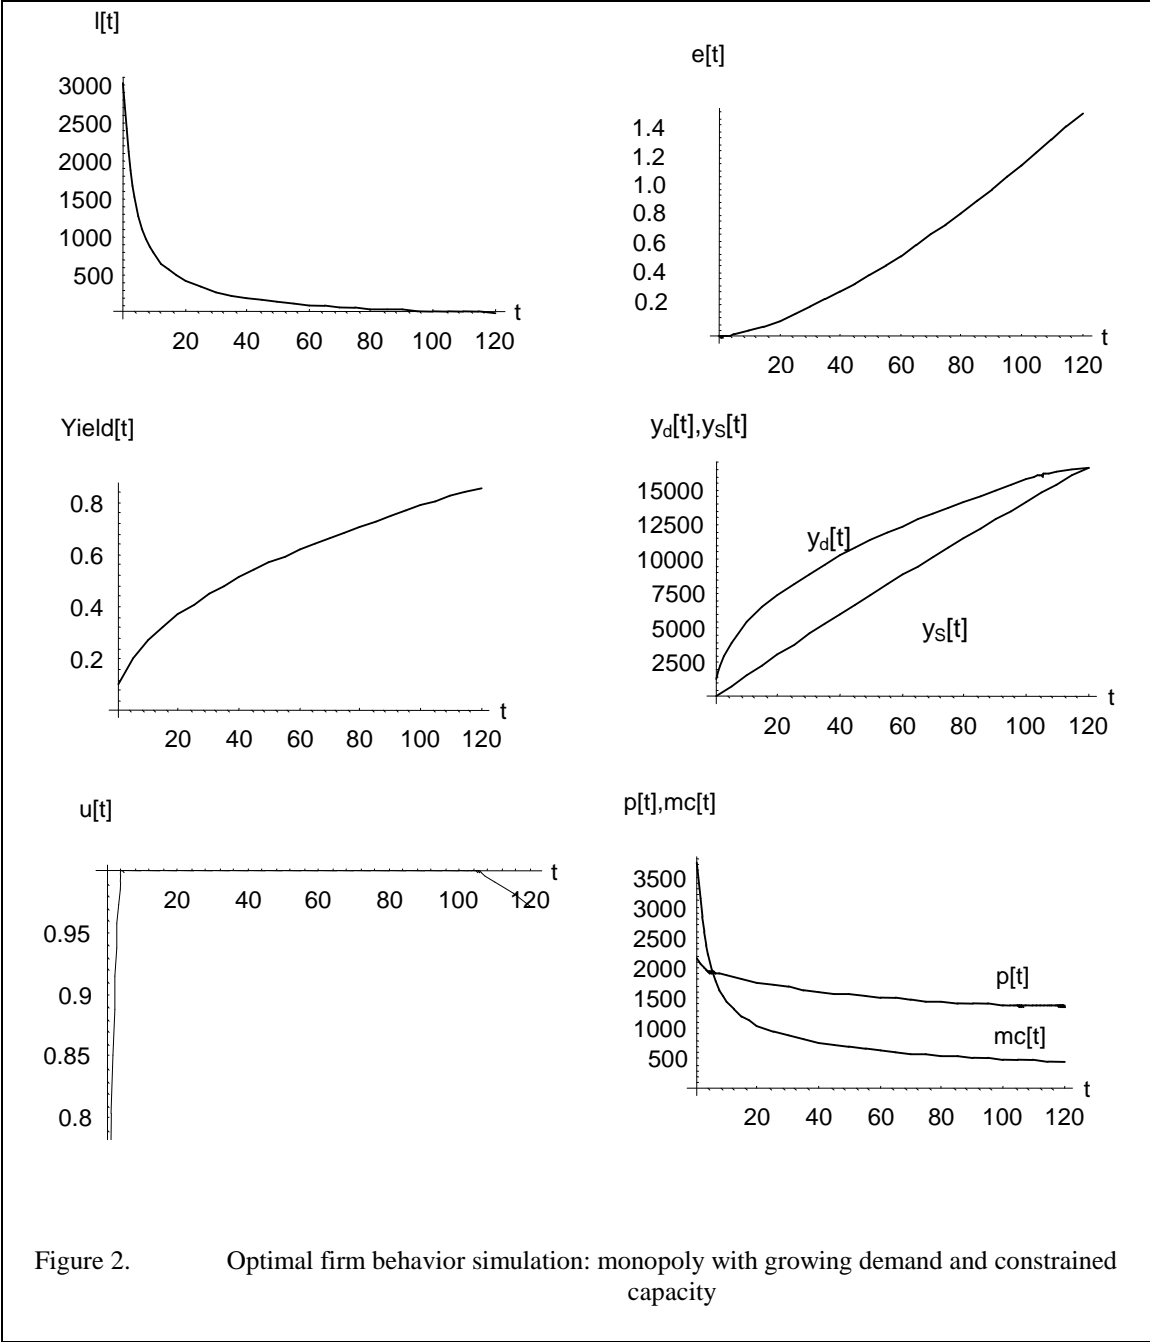 l[t]
3000
2500
2000
1500
1000
500
t
20 40 60 80 100 120
e[t]
1.4
1.2
1.0
0.8
0.6
0.4
0.2
t
20 40 60 80 100 120
Yield[t]
0.8
0.6
0.4
0.2
t
20 40 60 80 100 120
yd[t],yS[t]
15000
12500
10000
7500
5000
2500
yd[t]
yS[t]
t
20 40 60 80 100 120
u[t]
t
20 40 60 80 100 120
0.95
0.9
0.85
0.8
p[t],mc[t]
3500
3000
2500
2000
1500
1000
500
p[t]
mc[t]
t
20 40 60 80 100 120
Figure 2. Optimal firm behavior simulation: monopoly with growing demand and constrained
capacity